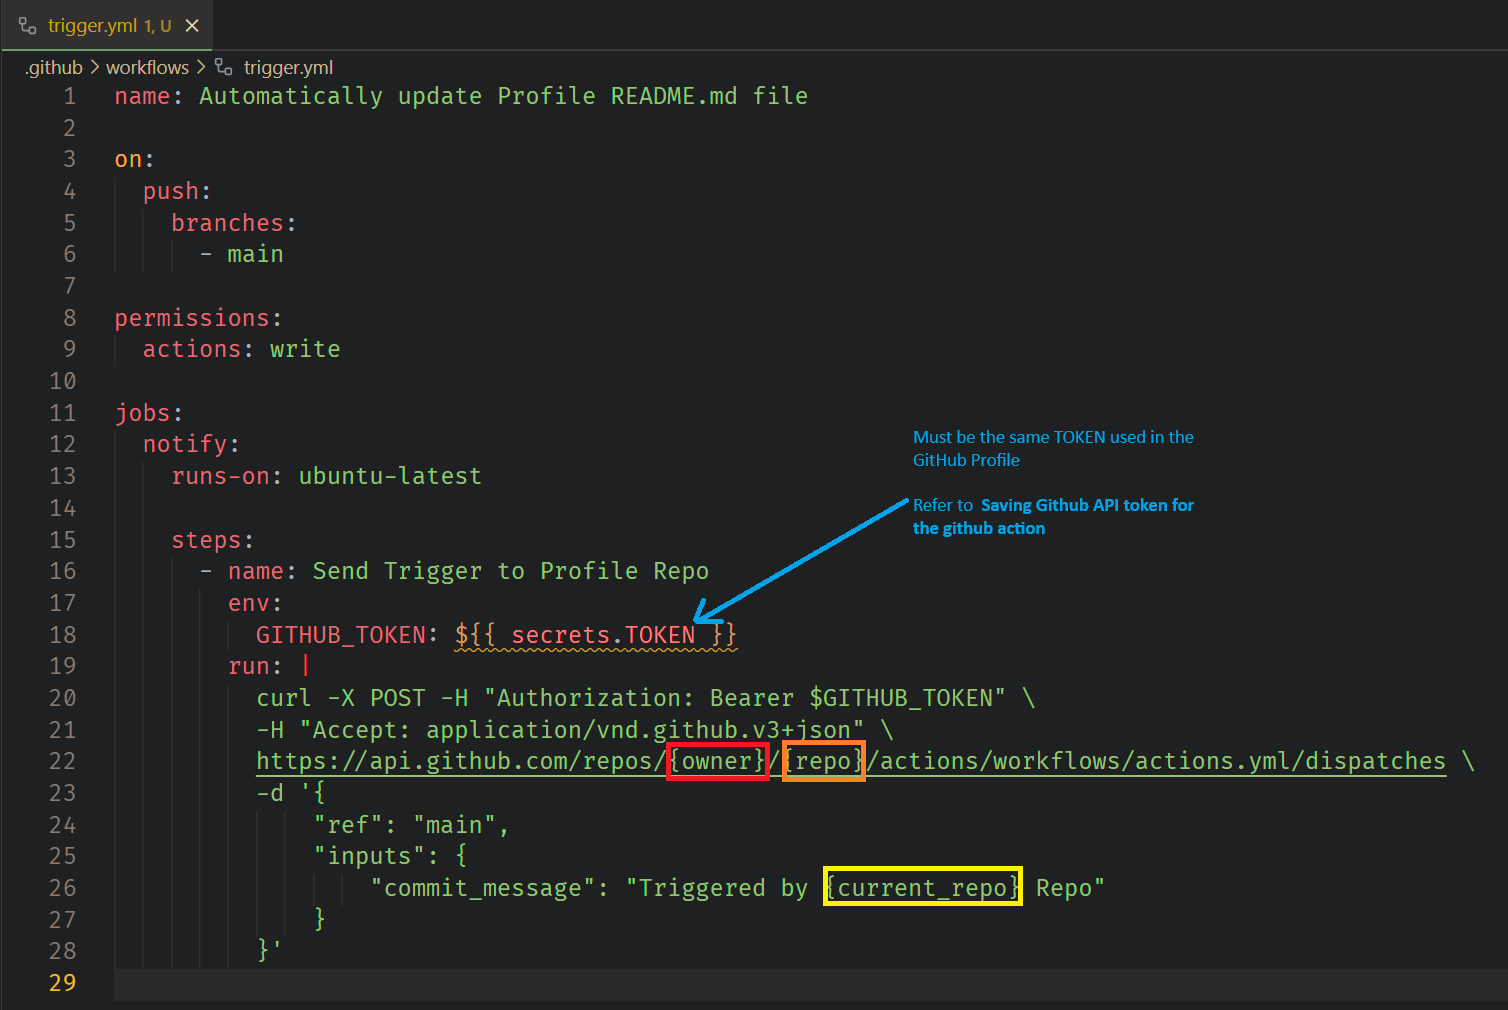 trigger.yml 1, U ×
.github > workflows > trigger.yml
1 name: Automatically update Profile README.md file
2
3 on:
4 push:
5 branches:
6 - main
7
8 permissions:
9 actions: write
10
11 jobs:
12 notify:
13 runs-on: ubuntu-latest
14
15 steps:
16 - name: Send Trigger to Profile Repo
17 env:
18 GITHUB_TOKEN: ${{ secrets.TOKEN }}
19 run: |
20 curl -X POST -H "Authorization: Bearer $GITHUB_TOKEN" \
21 -H "Accept: application/vnd.github.v3+json" \
22 https://api.github.com/repos/{owner}/{repo}/actions/workflows/actions.yml/dispatches \
23 -d '{
24 "ref": "main",
25 "inputs": {
26 "commit_message": "Triggered by {current_repo} Repo"
27 }
28 }'
29
Must be the same TOKEN used in the
GitHub Profile
Refer to Saving Github API token for
the github action